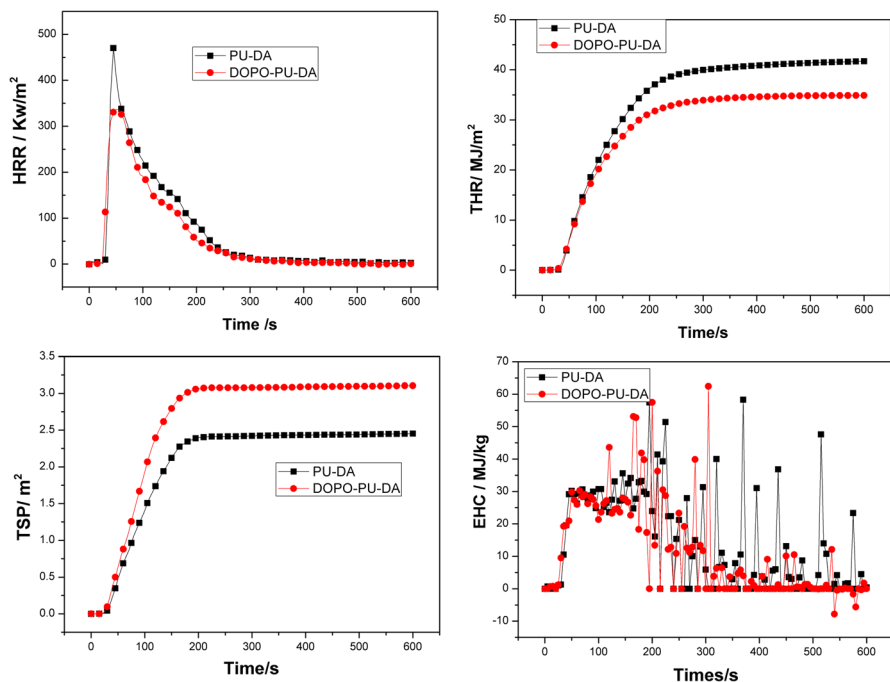 500
400
300
200
100
0
HRR / Kw/m²
PU-DA
DOPO-PU-DA
0 100 200 300 400 500 600
Time /s
50
40
30
20
10
0
THR/ MJ/m²
PU-DA
DOPO-PU-DA
0 100 200 300 400 500 600
Time/s
3.5
3.0
2.5
2.0
1.5
1.0
0.5
0.0
TSP/ m²
PU-DA
DOPO-PU-DA
0 100 200 300 400 500 600
Time/s
70
60
50
40
30
20
10
0
-10
EHC / MJ/kg
PU-DA
DOPO-PU-DA
0 100 200 300 400 500 600
Times/s